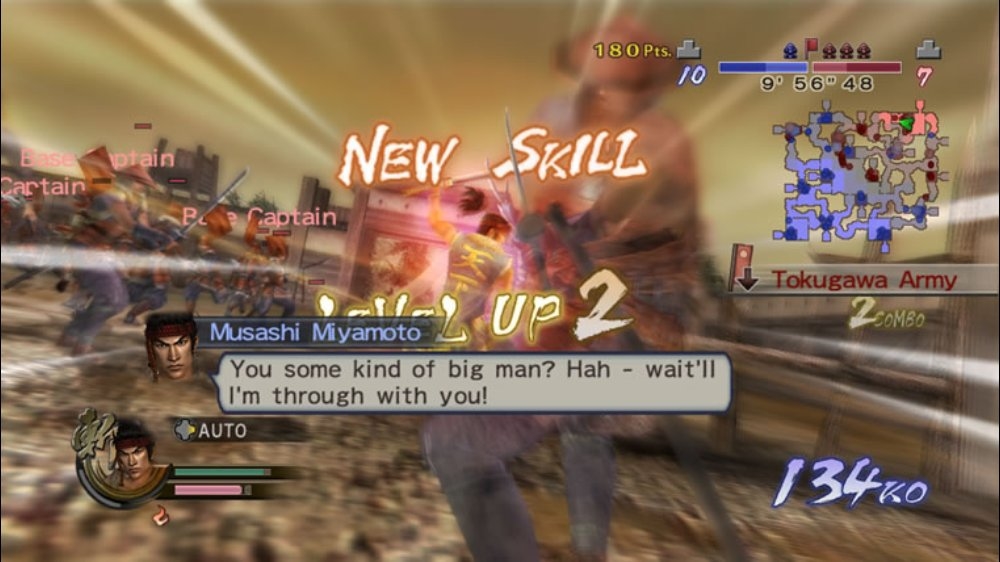 180 Pts.
10
7
9' 56" 48
NEW SKILL
Base Captain
Captain
Base Captain
Tokugawa Army
LEVEL UP 2
2 COMBO
Musashi Miyamoto
You some kind of big man? Hah - wait'll
I'm through with you!
AUTO
134 KO